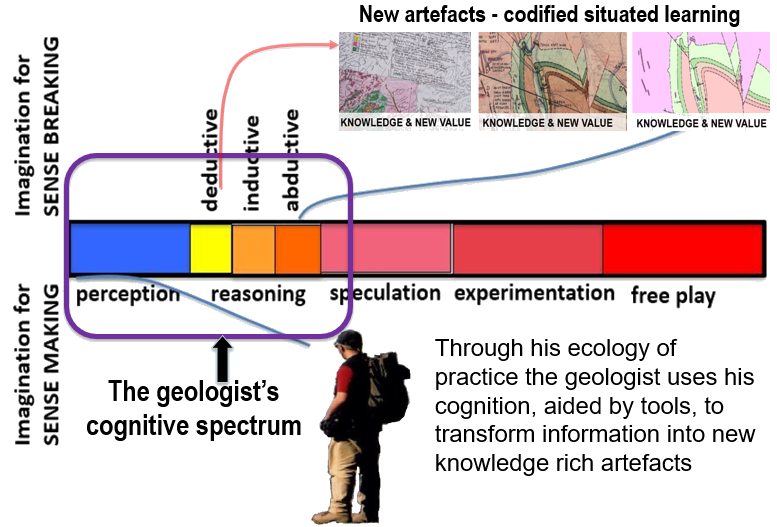 New artefacts - codified situated learning
KNOWLEDGE & NEW VALUE
KNOWLEDGE & NEW VALUE
KNOWLEDGE & NEW VALUE
Imagination for
SENSE BREAKING
deductive
inductive
abductive
perception
reasoning
speculation
experimentation
free play
Imagination for
SENSE MAKING
The geologist’s
cognitive spectrum
Through his ecology of
practice the geologist uses his
cognition, aided by tools, to
transform information into new
knowledge rich artefacts